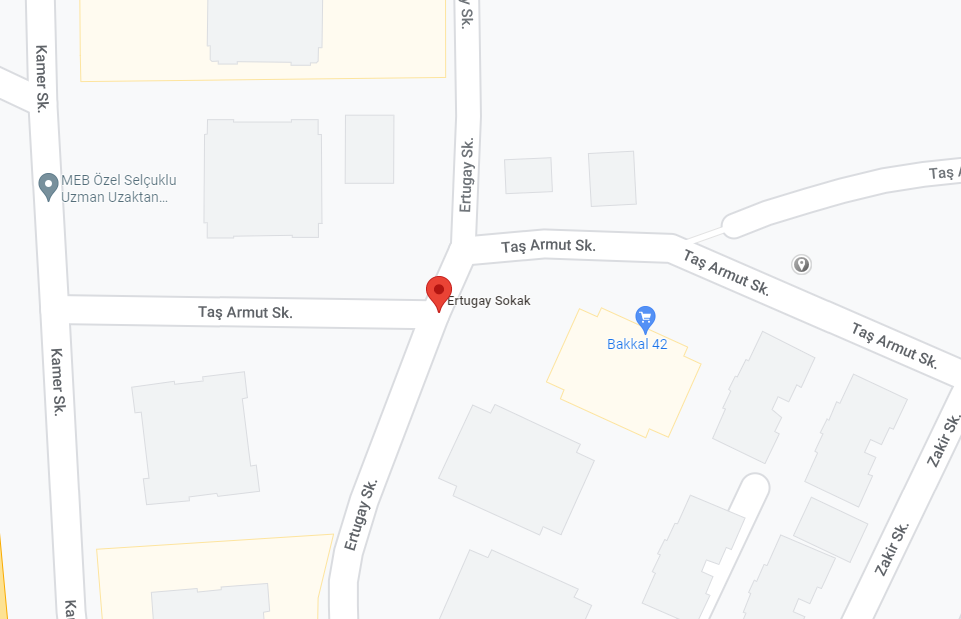 Sk.
Kamer Sk.
Ertugay Sk.
MEB Özel Selçuklu
Uzman Uzaktan...
Taş
Taş Armut Sk.
Taş Armut Sk.
Ertugay Sokak
Taş Armut Sk.
Bakkal 42
Taş Armut Sk.
Kamer Sk.
Zakir Sk.
Ertugay Sk.
Zakir Sk.